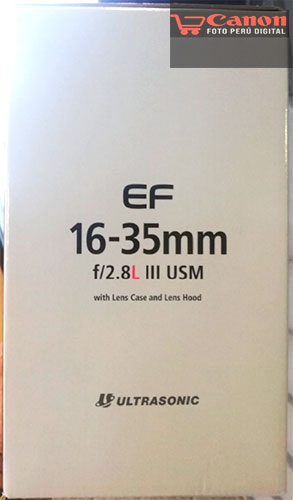 Canon
FOTO PERÚ DIGITAL
EF
16-35mm
f/2.8L III USM
with Lens Case and Lens Hood
ULTRASONIC